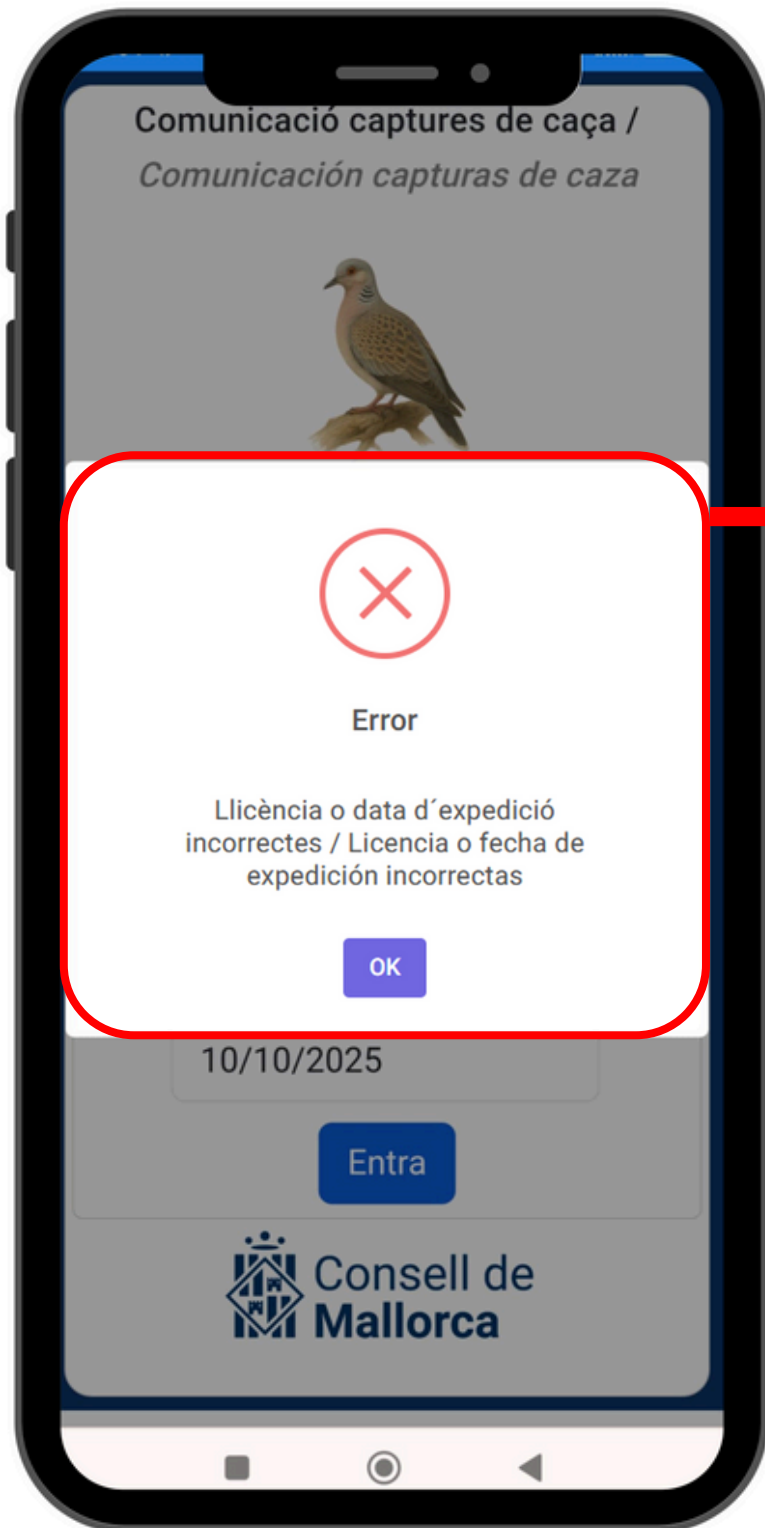 Comunicació captures de caça /
Comunicación capturas de caza
Error
Llicència o data d´expedició
incorrectes / Licencia o fecha de
expedición incorrectas
OK
10/10/2025
Entra
Consell de
Mallorca